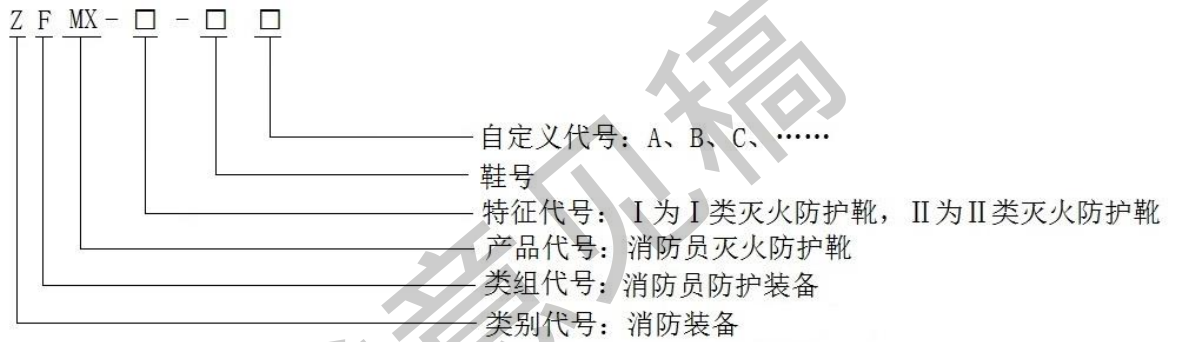 Z F MX-□ -□ □
自定义代号：A、B、C、……
鞋号
特征代号：Ⅰ为Ⅰ类灭火防护靴，Ⅱ为Ⅱ类灭火防护靴
产品代号：消防员灭火防护靴
类组代号：消防员防护装备
类别代号：消防装备
意见稿